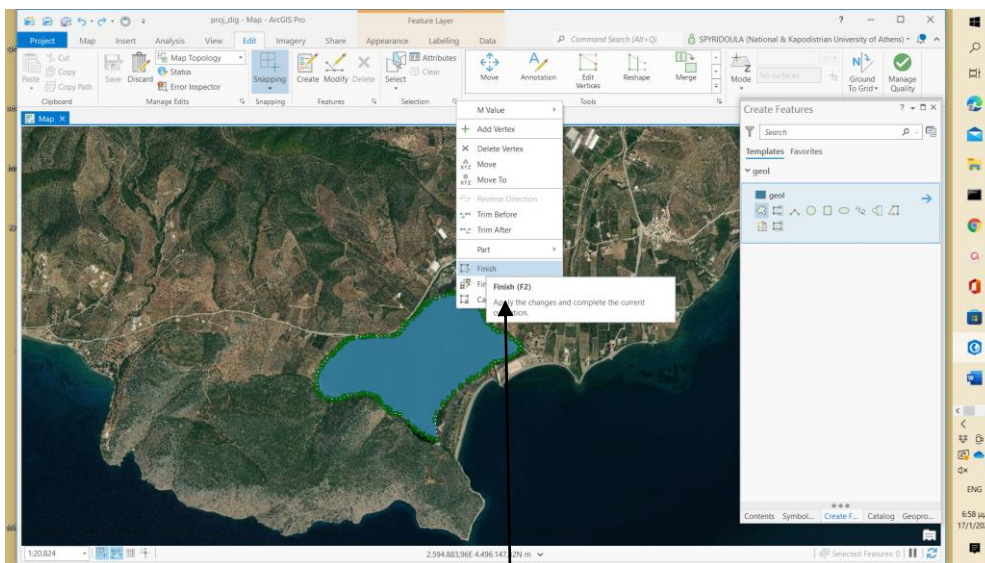 proj_dig - Map - ArcGIS Pro
Feature Layer
? — □ ×
Project Map Insert Analysis View Edit Imagery Share Appearance Labeling Data
Command Search (Alt+Q)
SPYRIDOULA (National & Kapodistrian University of Athens)
Paste
Cut
Copy
Copy Path
Clipboard
Save Discard
Map Topology
Status
Error Inspector
Manage Edits
Snapping
Snapping
Create Modify Delete
Features
Select
Attributes
Clear
Selection
Move Annotation Edit Vertices Reshape Merge
Tools
Mode
No surfaces
Ground To Grid
Manage Quality
Map
M Value
Add Vertex
Delete Vertex
Move
Move To
Reverse Direction
Trim Before
Trim After
Part
Finish
Finish (F2)
Apply the changes and complete the current
Create Features
Search
Templates Favorites
geol
geol
Contents Symbol... Create F... Catalog Geopro...
1:20.824
Selected Features: 0
ENG
6:58 μμ